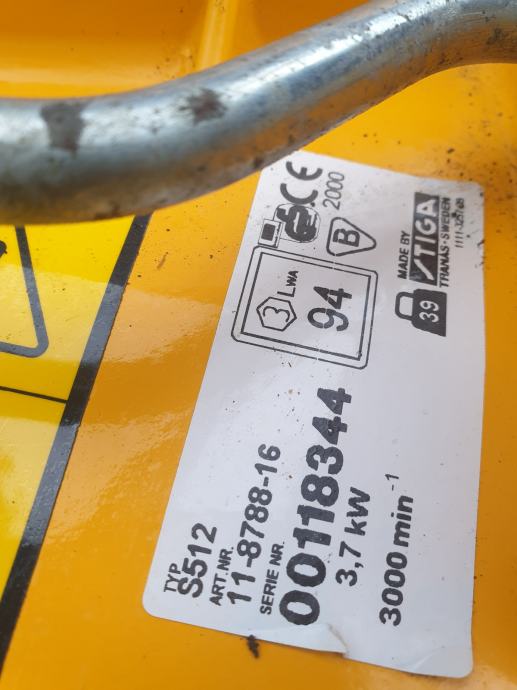 TYP
S512
ART.NR.
11-8788-16
SERIE NR.
00118344
3,7 kW
3000 min -1
3
LWA
94
CE
2000
B
39
MADE BY
STIGA
TRANÅS·SWEDEN